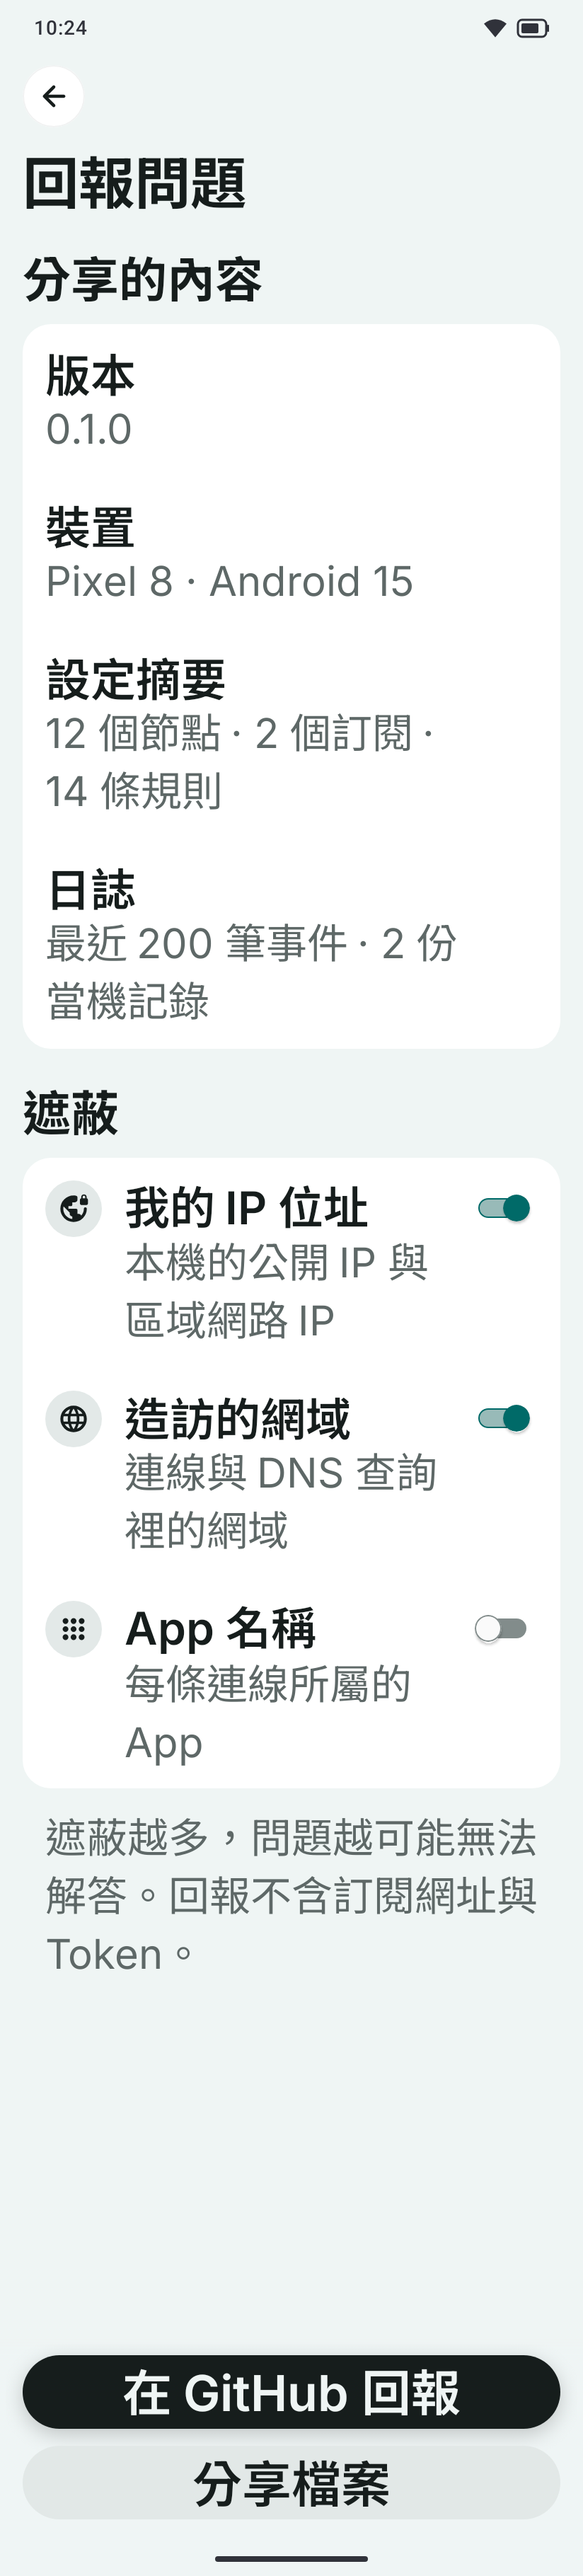 10:24
回報問題
分享的內容
版本
0.1.0
裝置
Pixel 8 · Android 15
設定摘要
12 個節點 · 2 個訂閱 ·
14 條規則
日誌
最近 200 筆事件 · 2 份
當機記錄
遮蔽
我的 IP 位址
本機的公開 IP 與
區域網路 IP
造訪的網域
連線與 DNS 查詢
裡的網域
App 名稱
每條連線所屬的
App
遮蔽越多，問題越可能無法
解答。回報不含訂閱網址與
Token。
在 GitHub 回報
分享檔案